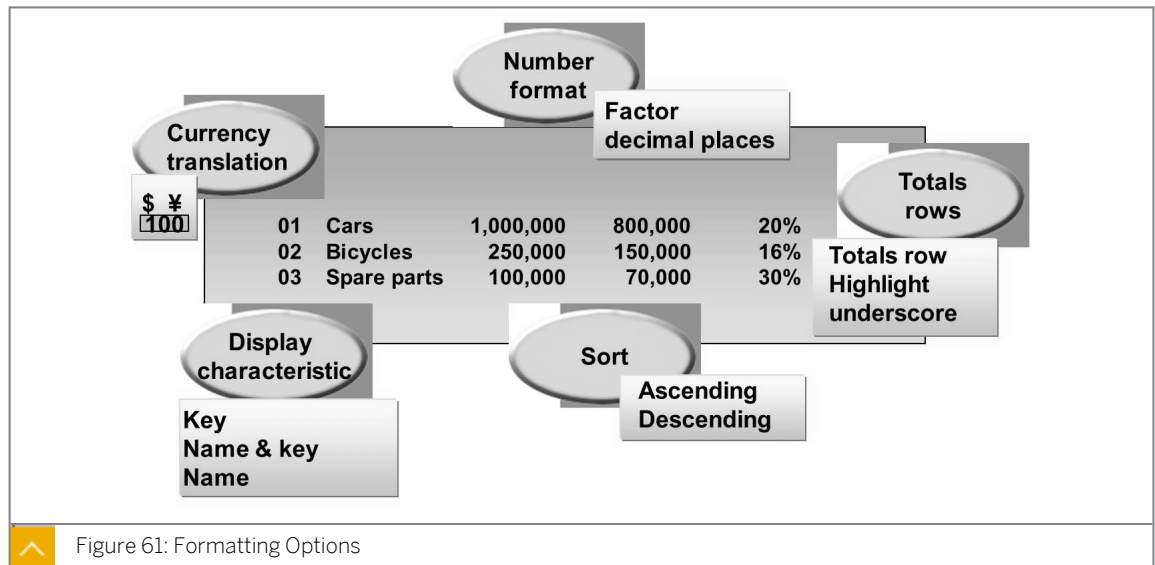 Number
format
Factor
decimal places
Currency
translation
$ ¥
100
Totals
rows
Totals row
Highlight
underscore
01 Cars 1,000,000 800,000 20%
02 Bicycles 250,000 150,000 16%
03 Spare parts 100,000 70,000 30%
Display
characteristic
Key
Name & key
Name
Sort
Ascending
Descending
Figure 61: Formatting Options